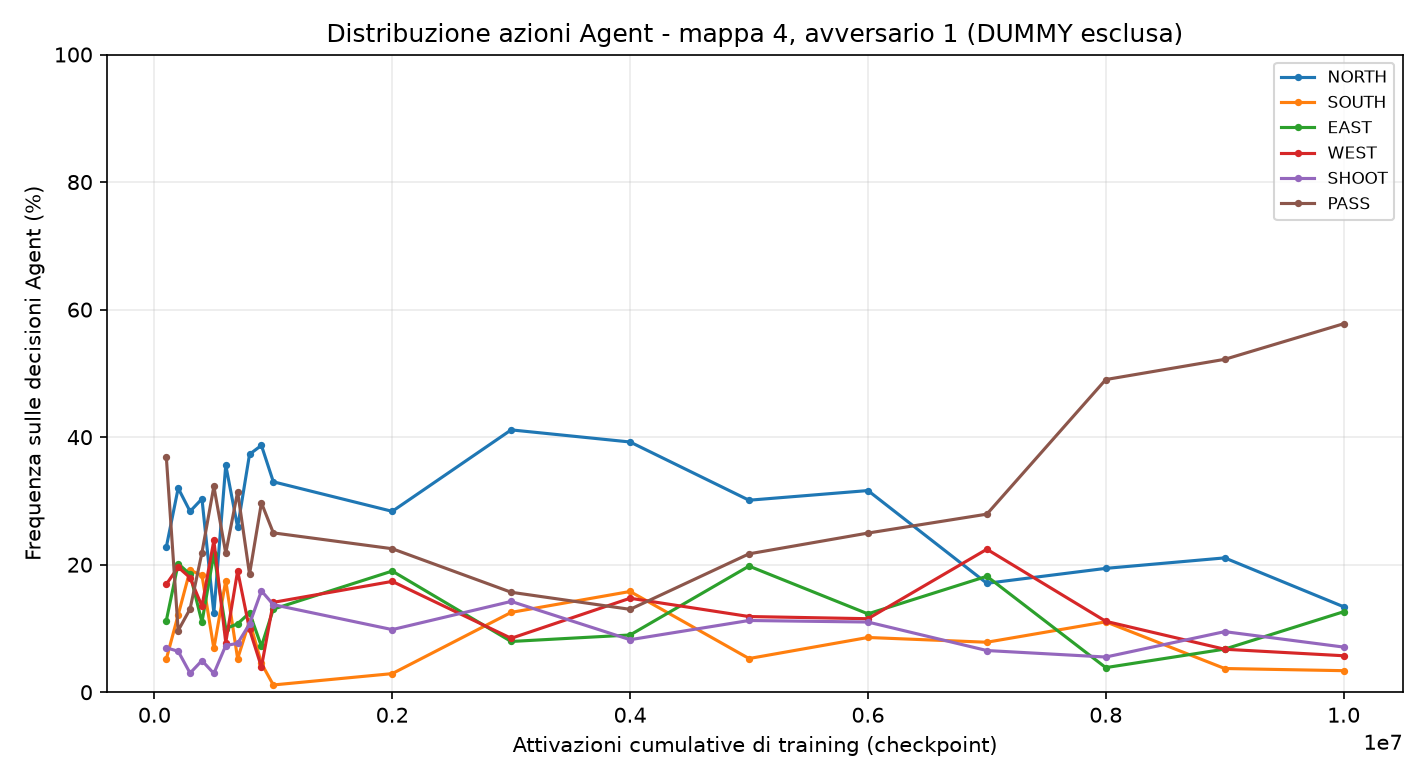 Distribuzione azioni Agent - mappa 4, avversario 1 (DUMMY esclusa)
NORTH
SOUTH
EAST
WEST
SHOOT
PASS
Frequenza sulle decisioni Agent (%)
100
80
60
40
20
0
0.0
0.2
0.4
0.6
0.8
1.0
1e7
Attivazioni cumulative di training (checkpoint)